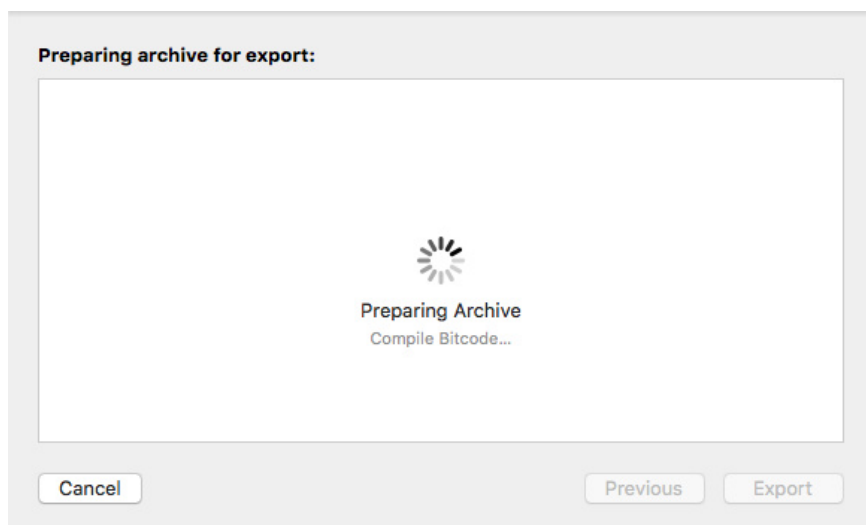 Preparing archive for export:
Preparing Archive
Compile Bitcode...
Cancel
Previous
Export